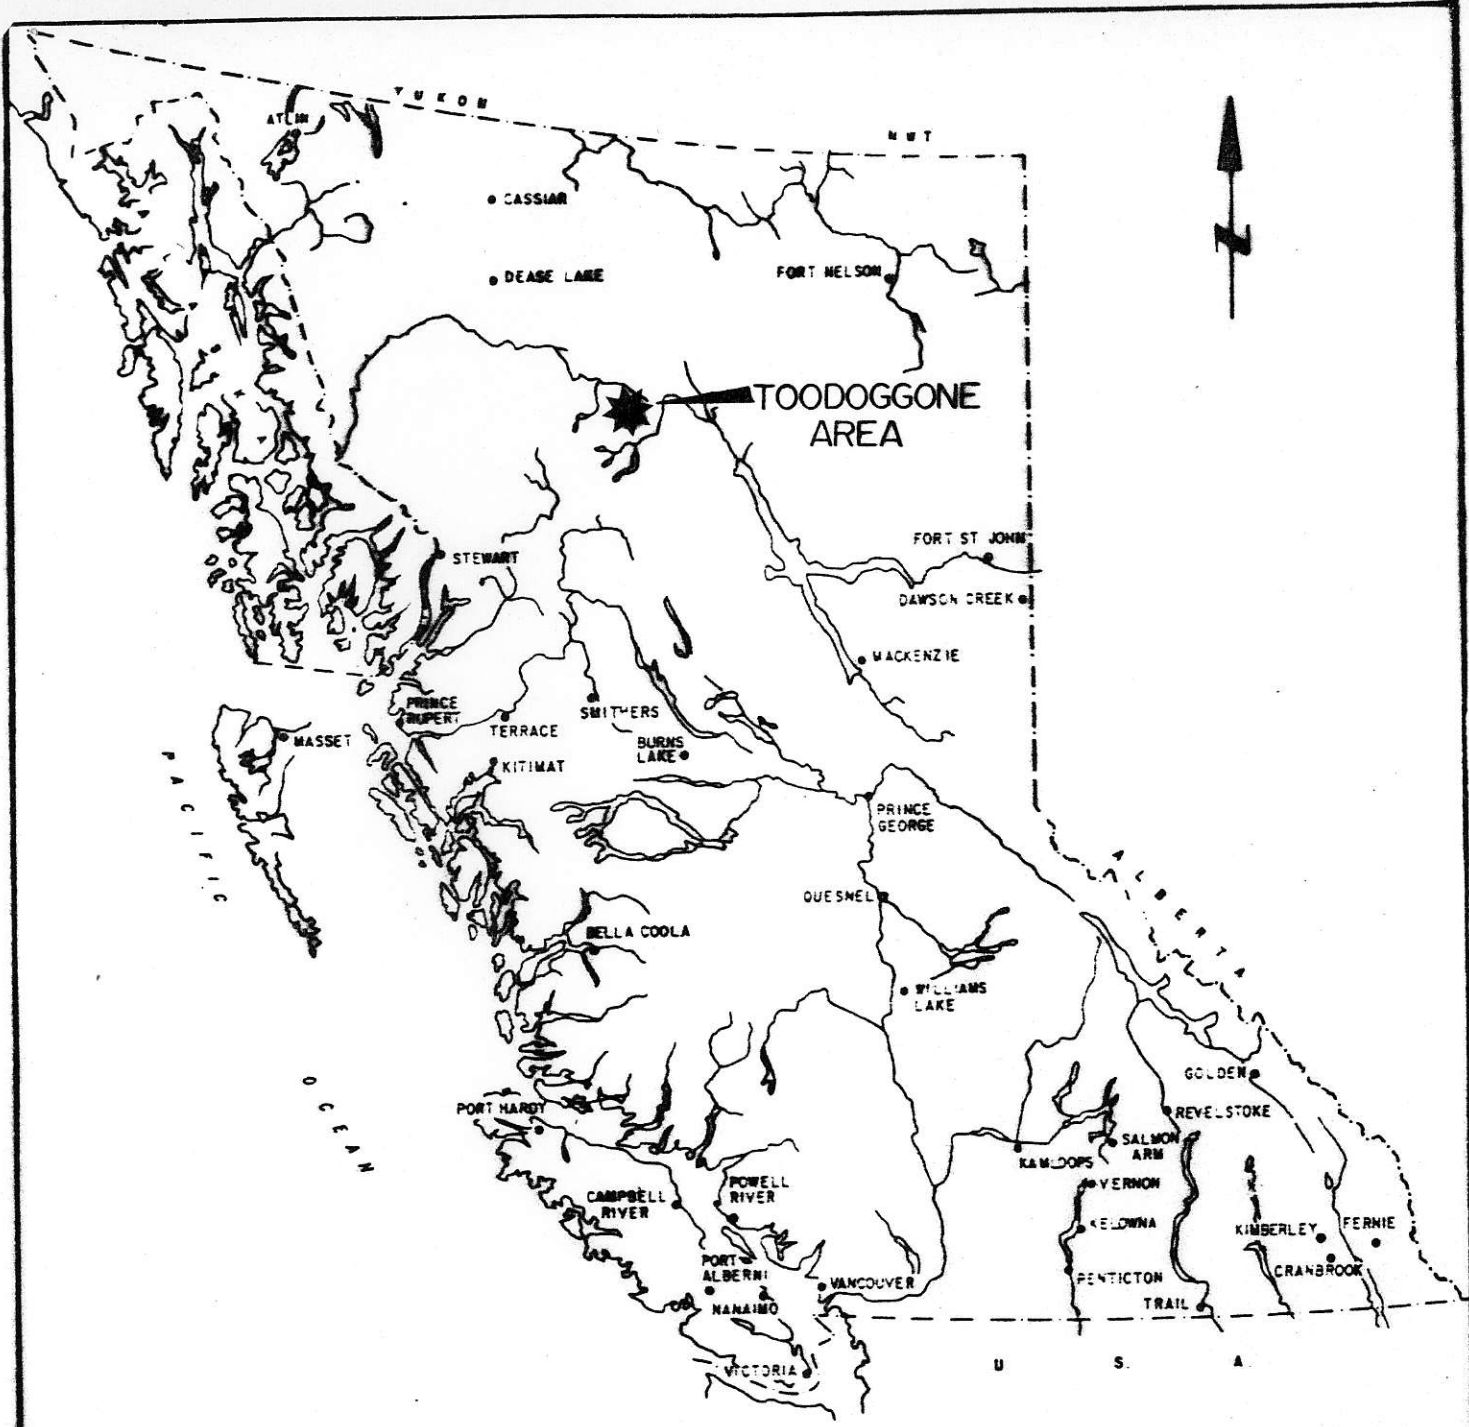 YUKON
NWT
ATLIN
N
CASSIAR
DEASE LAKE
FORT NELSON
TOODOGGONE
AREA
STEWART
FORT ST JOHN
DAWSON CREEK
MACKENZIE
PRINCE
RUPERT
MASSET
TERRACE
SMITHERS
KITIMAT
BURNS
LAKE
PRINCE
GEORGE
PACIFIC
ALBERTA
QUESNEL
BELLA COOLA
WILLIAMS
LAKE
OCEAN
GOLDEN
PORT HARDY
REVELSTOKE
SALMON
ARM
KAMLOOPS
VERNON
CAMPBELL
RIVER
POWELL
RIVER
KELOWNA
KIMBERLEY
FERNIE
PORT
ALBERNI
CRANBROOK
PENTICTON
VANCOUVER
NANAIMO
TRAIL
VICTORIA
U S. A